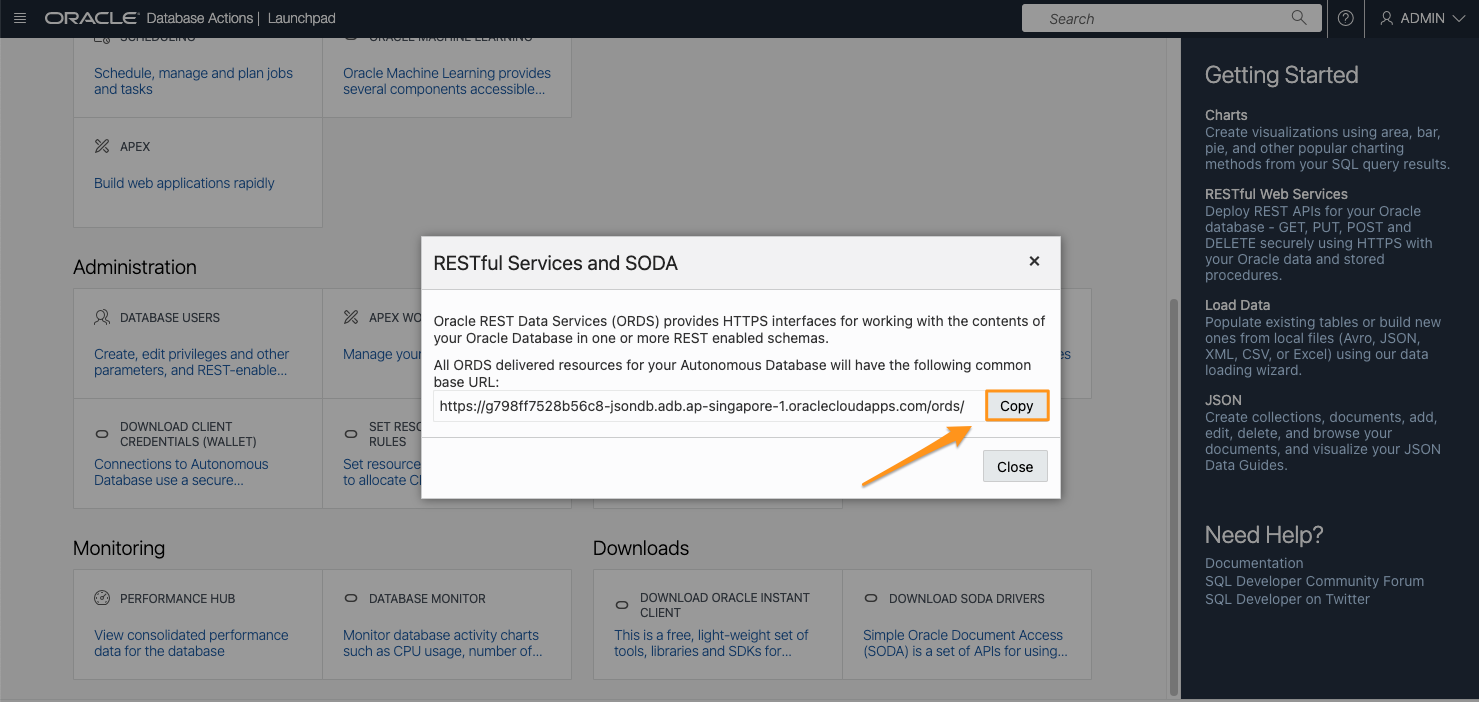 ORACLE Database Actions | Launchpad
Search
ADMIN
SCHEDULING
Schedule, manage and plan jobs
and tasks
ORACLE MACHINE LEARNING
Oracle Machine Learning provides
several components accessible...
APEX
Build web applications rapidly
Administration
DATABASE USERS
Create, edit privileges and other
parameters, and REST-enable...
APEX WO
Manage your
es
DOWNLOAD CLIENT
CREDENTIALS (WALLET)
Connections to Autonomous
Database use a secure...
SET RESO
RULES
Set resource
to allocate C
RESTful Services and SODA
Oracle REST Data Services (ORDS) provides HTTPS interfaces for working with the contents of
your Oracle Database in one or more REST enabled schemas.
All ORDS delivered resources for your Autonomous Database will have the following common
base URL:
https://g798ff7528b56c8-jsondb.adb.ap-singapore-1.oraclecloudapps.com/ords/
Copy
Close
Monitoring
PERFORMANCE HUB
View consolidated performance
data for the database
DATABASE MONITOR
Monitor database activity charts
such as CPU usage, number of...
Downloads
DOWNLOAD ORACLE INSTANT
CLIENT
This is a free, light-weight set of
tools, libraries and SDKs for...
DOWNLOAD SODA DRIVERS
Simple Oracle Document Access
(SODA) is a set of APIs for using...
Getting Started
Charts
Create visualizations using area, bar,
pie, and other popular charting
methods from your SQL query results.
RESTful Web Services
Deploy REST APIs for your Oracle
database - GET, PUT, POST and
DELETE securely using HTTPS with
your Oracle data and stored
procedures.
Load Data
Populate existing tables or build new
ones from local files (Avro, JSON,
XML, CSV, or Excel) using our data
loading wizard.
JSON
Create collections, documents, add,
edit, delete, and browse your
documents, and visualize your JSON
Data Guides.
Need Help?
Documentation
SQL Developer Community Forum
SQL Developer on Twitter